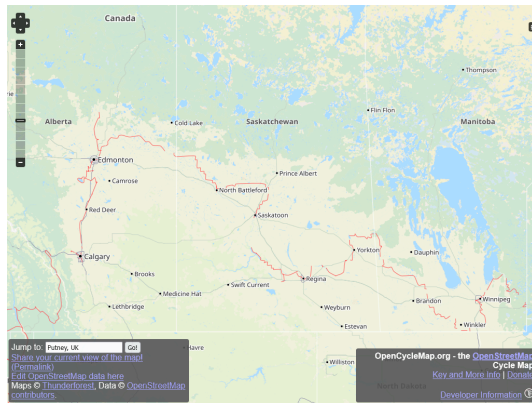 Canada
Thompson
Flin Flon
Alberta
Cold Lake
Saskatchewan
Manitoba
Edmonton
Camrose
Prince Albert
North Battleford
Red Deer
Saskatoon
Calgary
Yorkton
Dauphin
Brooks
Regina
Swift Current
Medicine Hat
Brandon
Winnipeg
Lethbridge
Weyburn
Estevan
Winkler
Jump to: Putney, UK Go!
Share your current view of the map!
(Permalink)
Edit OpenStreetMap data here
Maps © Thunderforest, Data © OpenStreetMap
contributors.
Havre
Williston
North Dakota
OpenCycleMap.org - the OpenStreetMap
Cycle Map
Key and More Info | Donate
Developer Information